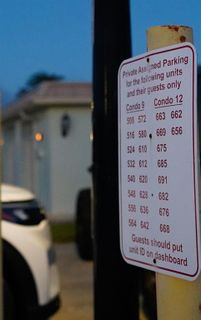 Private Assigned Parking
for the following units
and their guests only
Condo 9 Condo 12
508 572 663 662
516 580 669 656
524 610 675
532 612 685
540 620 691
548 628 682
556 636 676
564 642 668
Guests should put
unit ID on dashboard